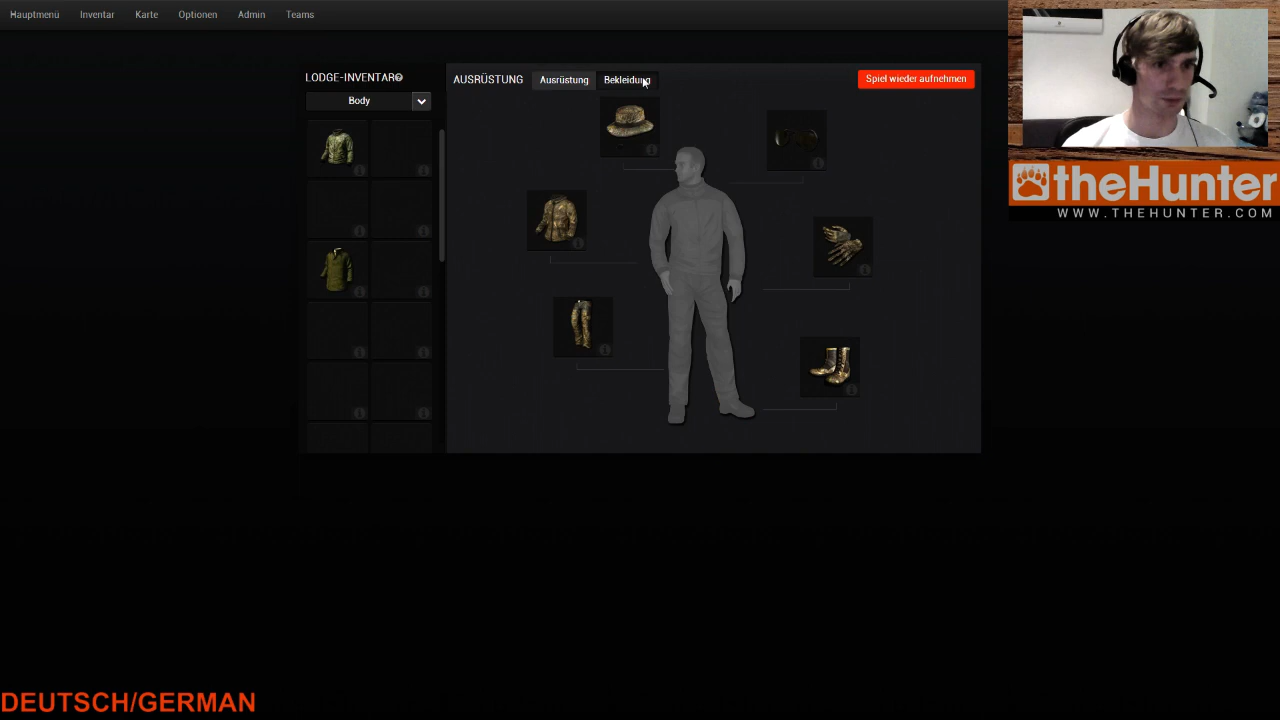 Hauptmenü Inventar Karte Optionen Admin Teams
LODGE-INVENTAR
Body
AUSRÜSTUNG Ausrüstung Bekleidung Spiel wieder aufnehmen
theHunter
WWW.THEHUNTER.COM
DEUTSCH/GERMAN